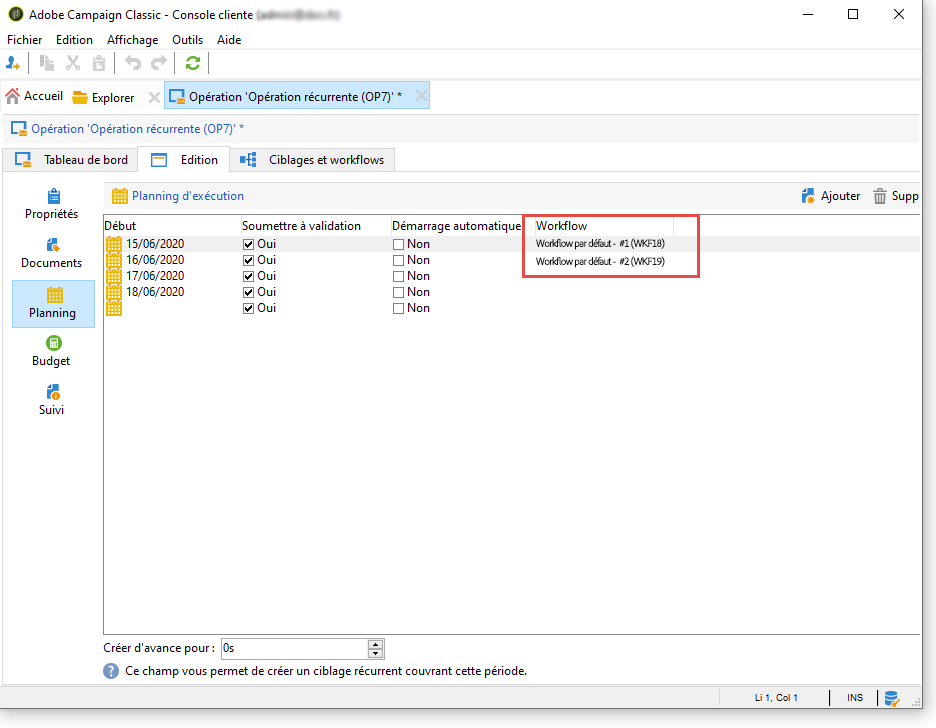 Adobe Campaign Classic - Console cliente
Fichier Edition Affichage Outils Aide
Accueil Explorer Opération 'Opération récurrente (OP7)' *
Opération 'Opération récurrente (OP7)' *
Tableau de bord Edition Ciblages et workflows
Propriétés
Documents
Planning
Budget
Suivi
Planning d'exécution Ajouter Supp
Début Soumettre à validation Démarrage automatique Workflow
15/06/2020 Oui Non Workflow par défaut - #1 (WKF18)
16/06/2020 Oui Non Workflow par défaut - #2 (WKF19)
17/06/2020 Oui Non
18/06/2020 Oui Non
Oui Non
Créer d'avance pour : 0s
? Ce champ vous permet de créer un ciblage récurrent couvrant cette période.
Li 1, Col 1 INS